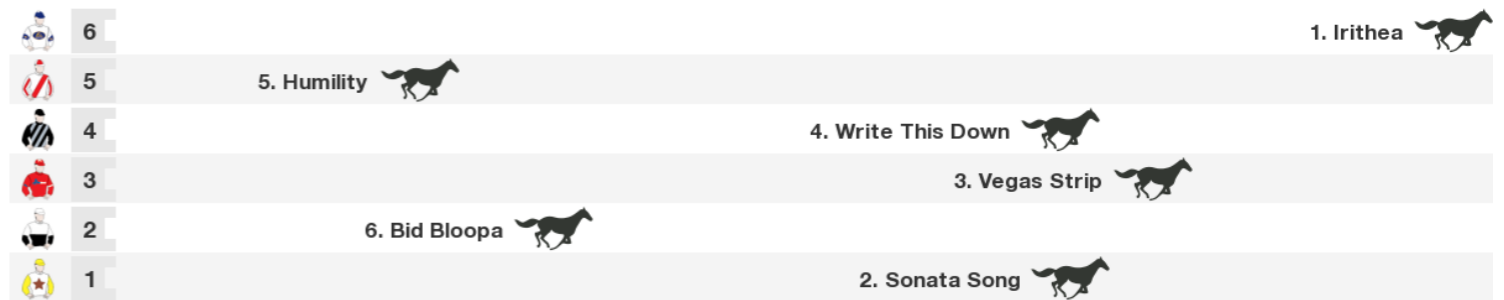 6 1. Irithea
5 5. Humility
4 4. Write This Down
3 3. Vegas Strip
2 6. Bid Bloopa
1 2. Sonata Song